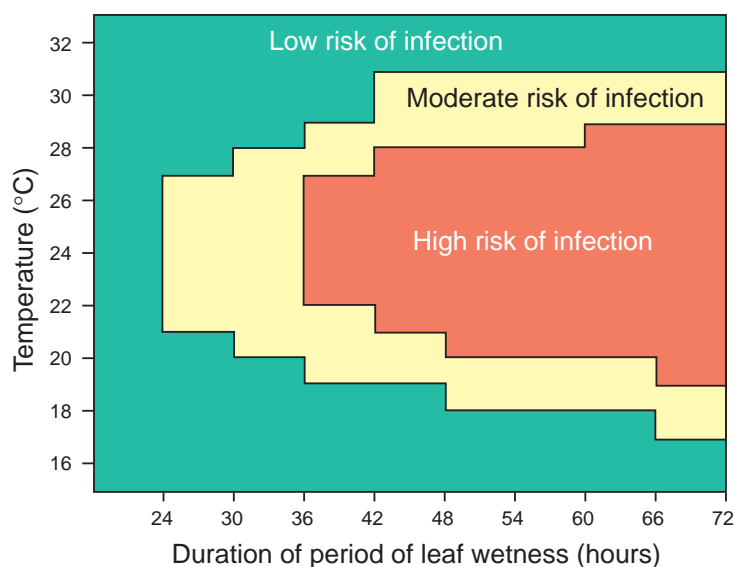 Low risk of infection
Moderate risk of infection
High risk of infection
Temperature (°C)
32
30
28
26
24
22
20
18
16
24 30 36 42 48 54 60 66 72
Duration of period of leaf wetness (hours)